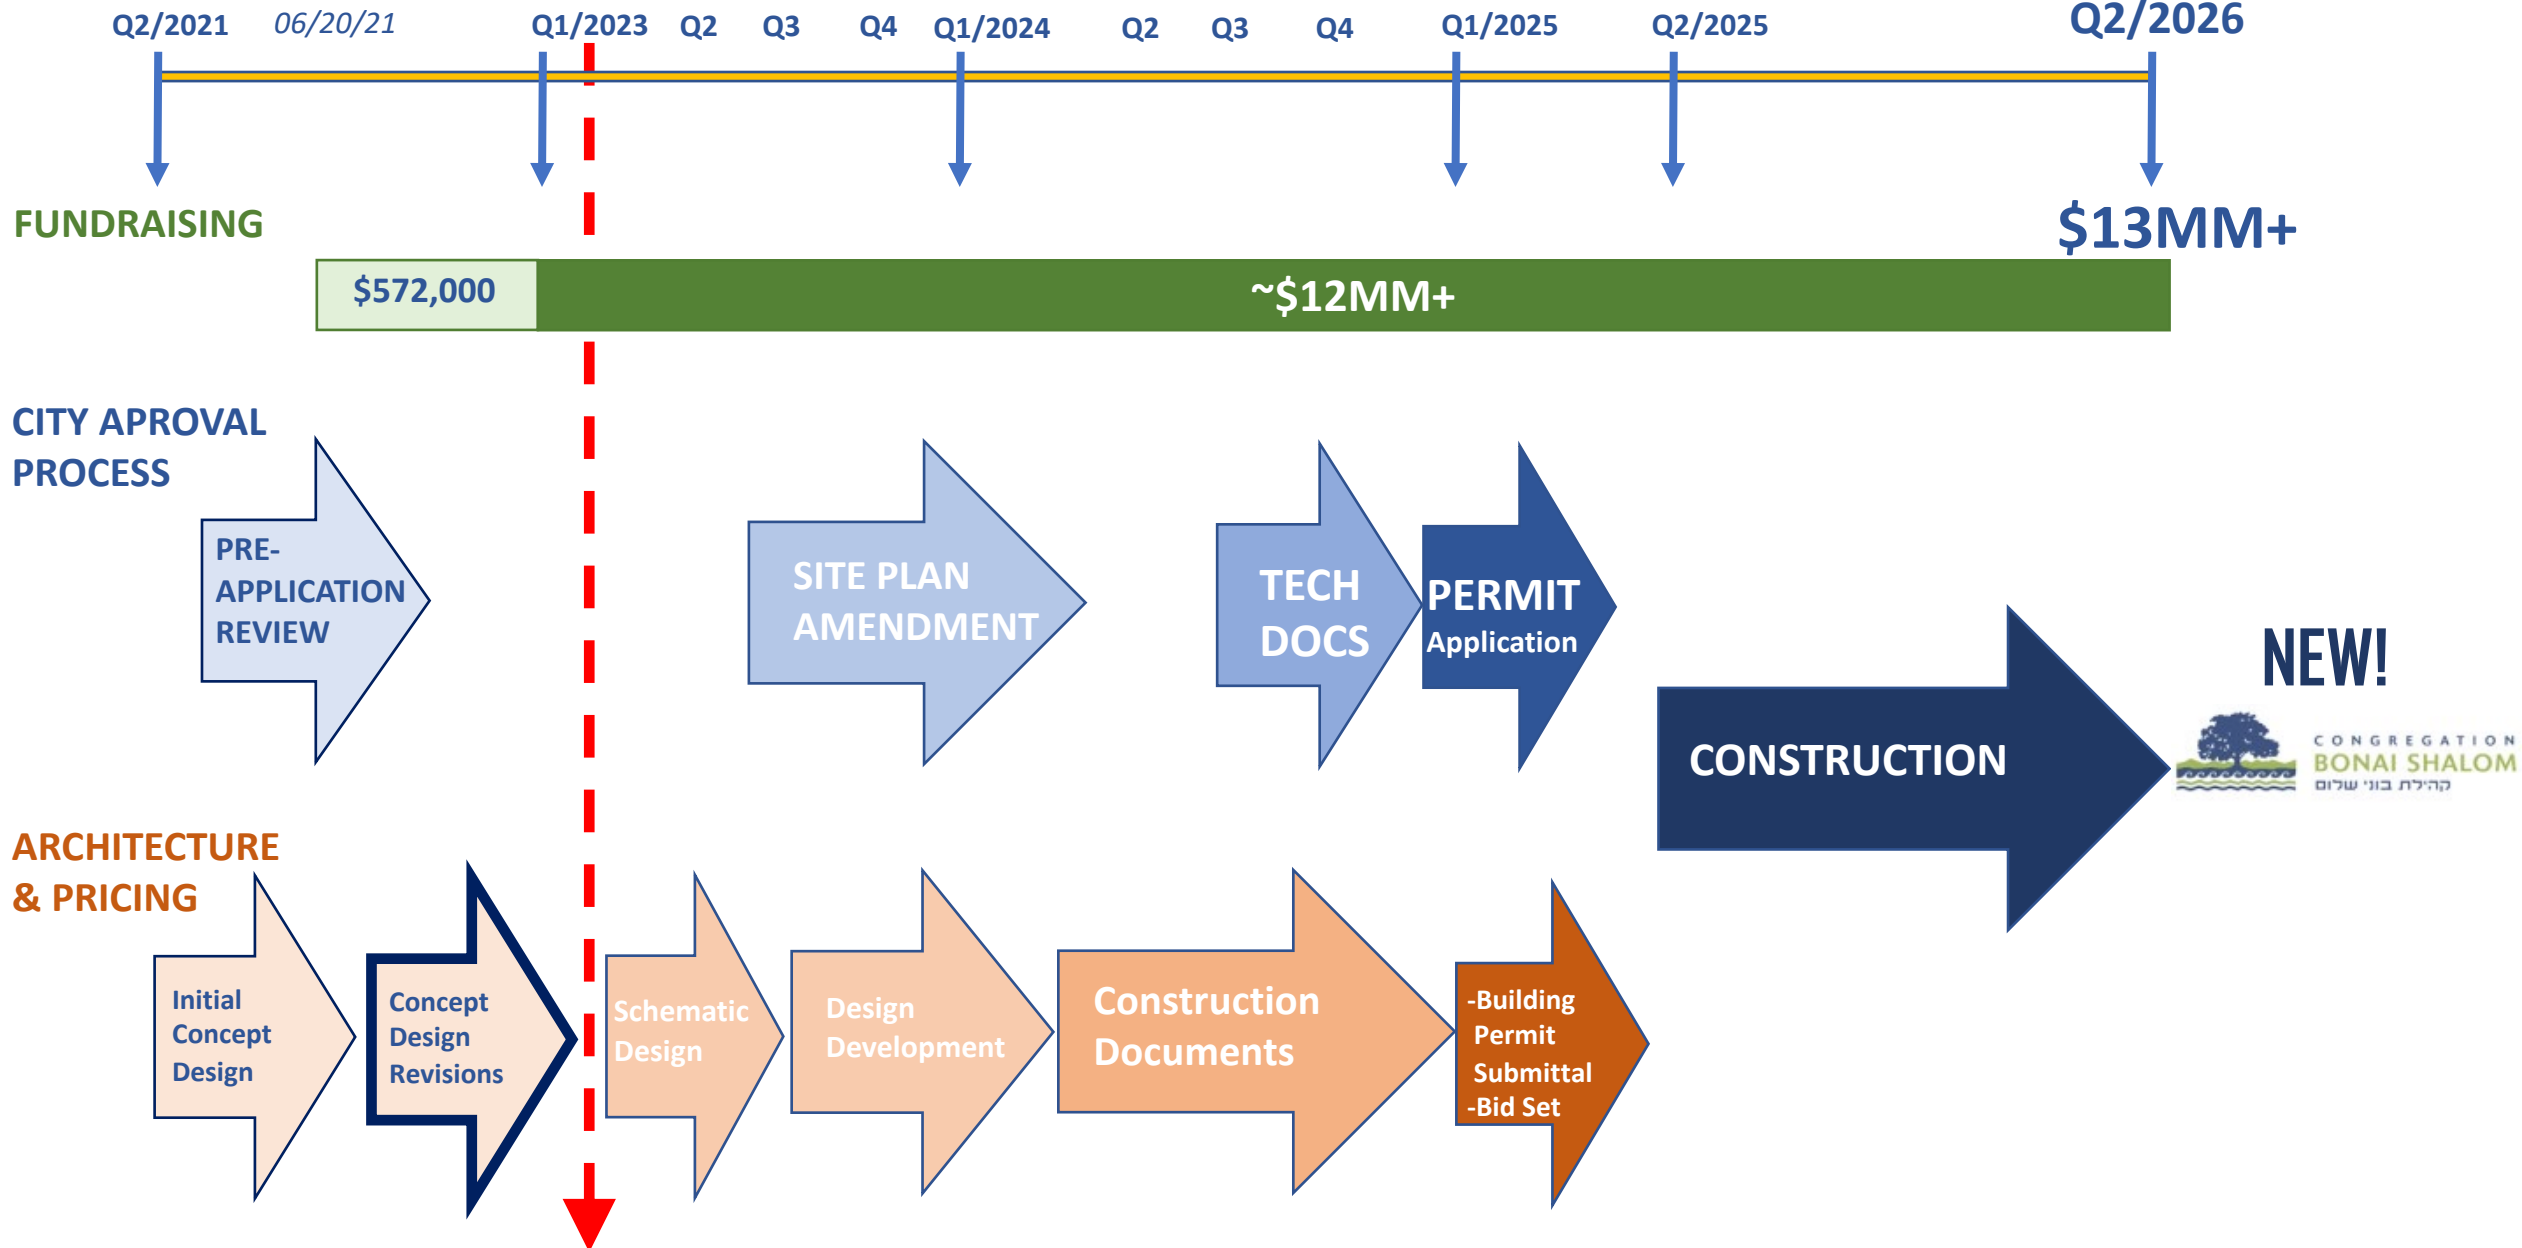 Q2/2021 06/20/21 Q1/2023 Q2 Q3 Q4 Q1/2024 Q2 Q3 Q4 Q1/2025 Q2/2025 Q2/2026
FUNDRAISING
$13MM+
$572,000
~$12MM+
CITY APROVAL
PROCESS
PRE-
APPLICATION
REVIEW
SITE PLAN
AMENDMENT
TECH
DOCS
PERMIT
Application
CONSTRUCTION
NEW!
CONGREGATION
BONAI SHALOM
קהילת בוני שלום
ARCHITECTURE
& PRICING
Initial
Concept
Design
Concept
Design
Revisions
Schematic
Design
Design
Development
Construction
Documents
-Building
Permit
Submittal
-Bid Set